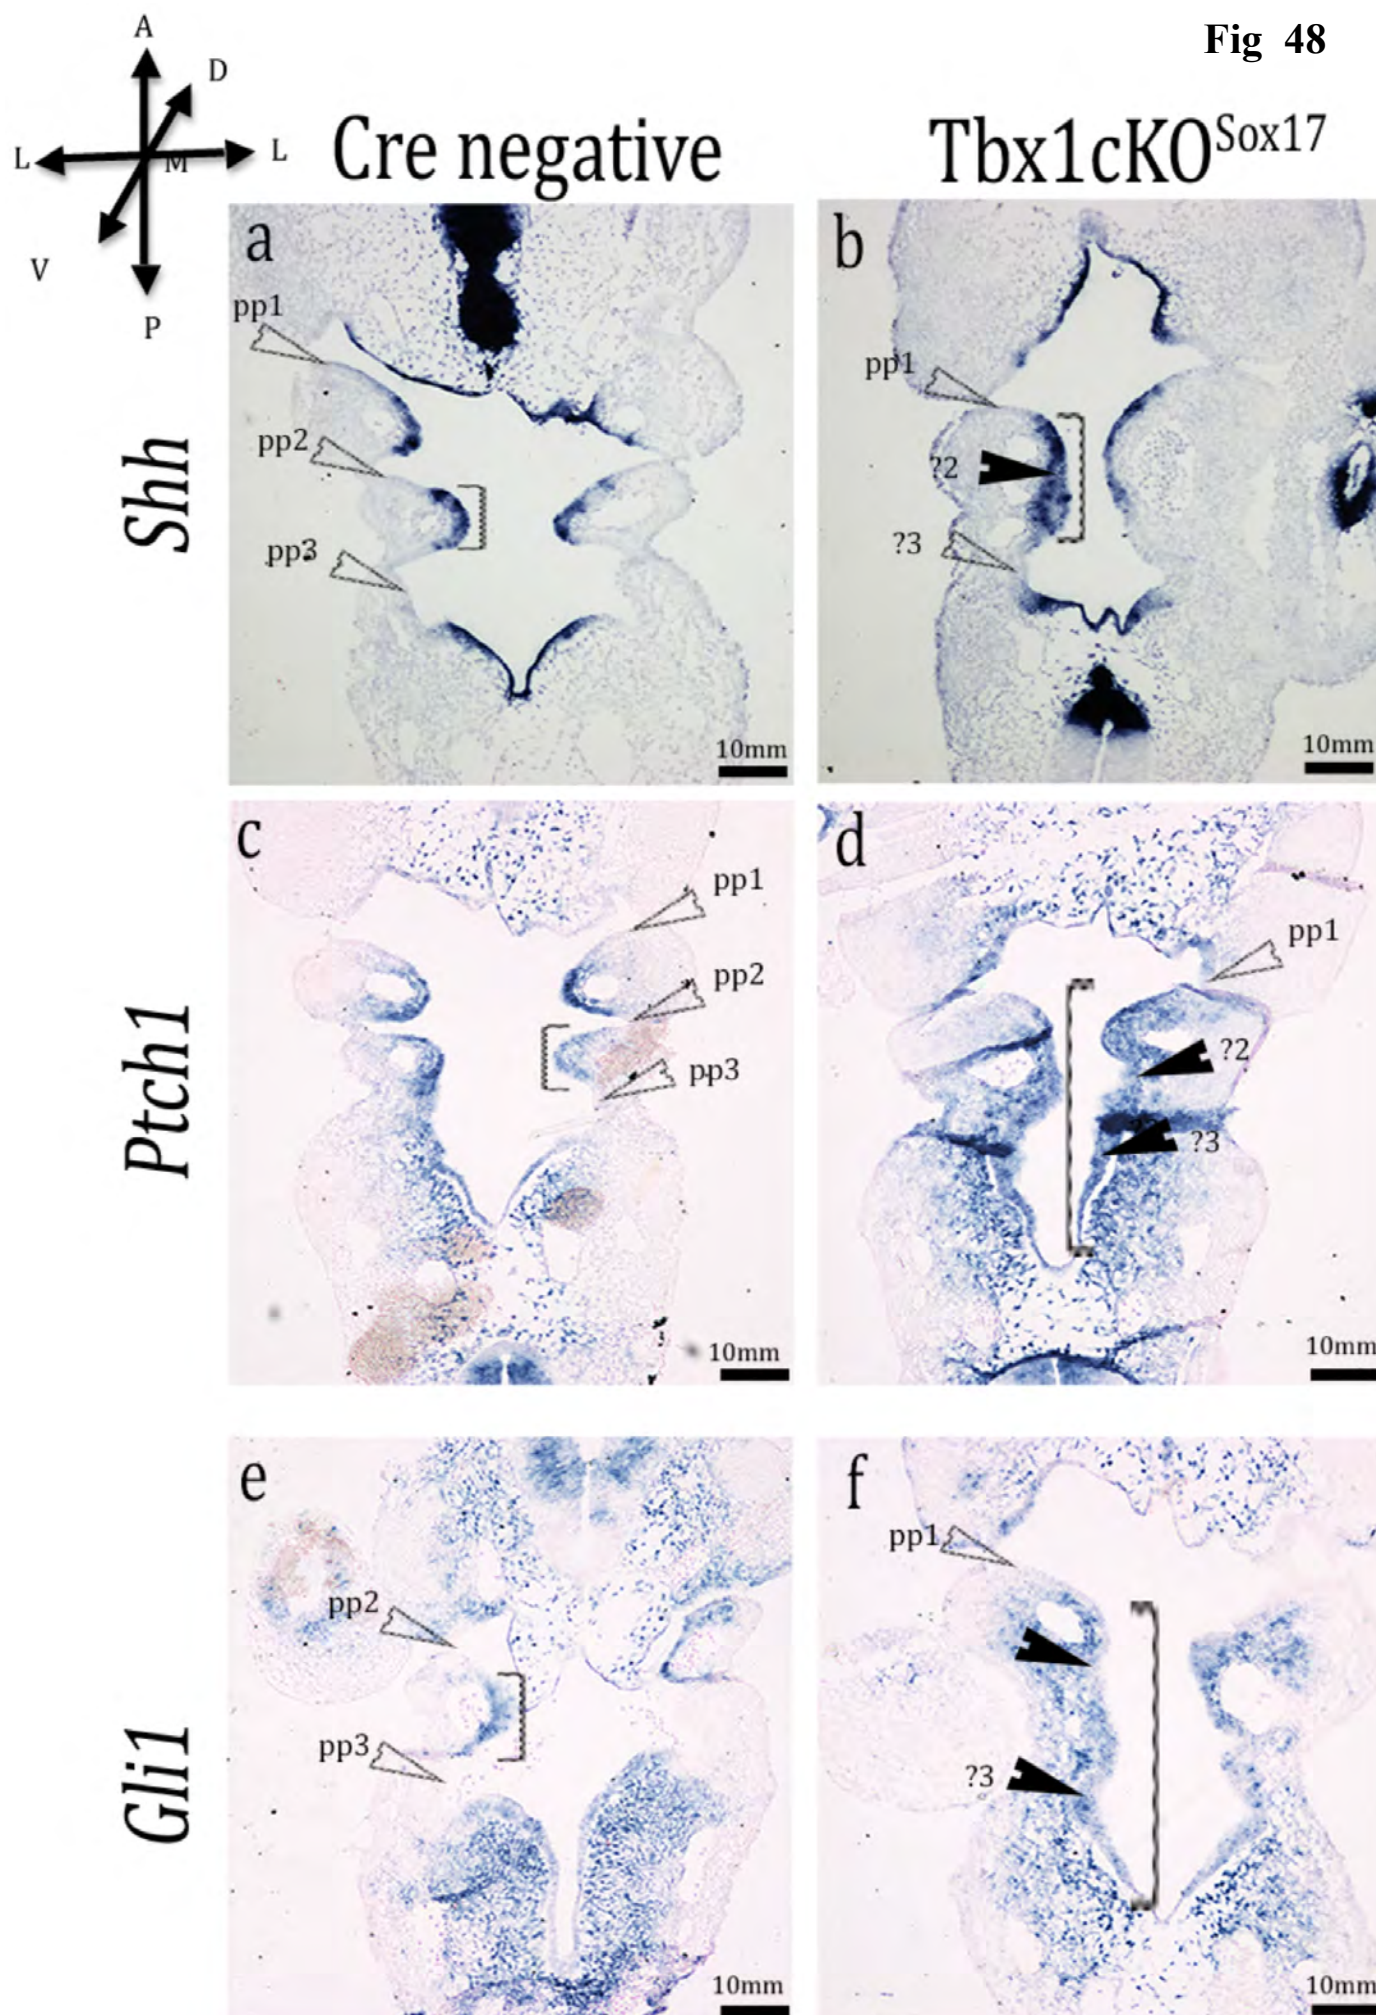 Fig 48
A
D
L
M
L
V
P
Cre negative
Tbx1cKO^Sox17
Shh
a
pp1
pp2
pp3
10mm
b
pp1
?2
?3
10mm
Ptch1
c
pp1
pp2
pp3
10mm
d
pp1
?2
?3
10mm
Gli1
e
pp2
pp3
10mm
f
pp1
?3
10mm